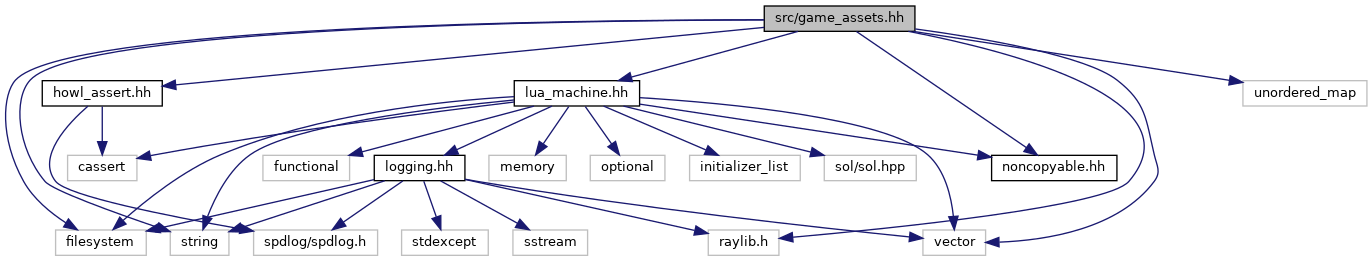 src/game_assets.hh
howl_assert.hh
lua_machine.hh
unordered_map
cassert
functional
logging.hh
memory
optional
initializer_list
sol/sol.hpp
noncopyable.hh
filesystem
string
spdlog/spdlog.h
stdexcept
sstream
raylib.h
vector